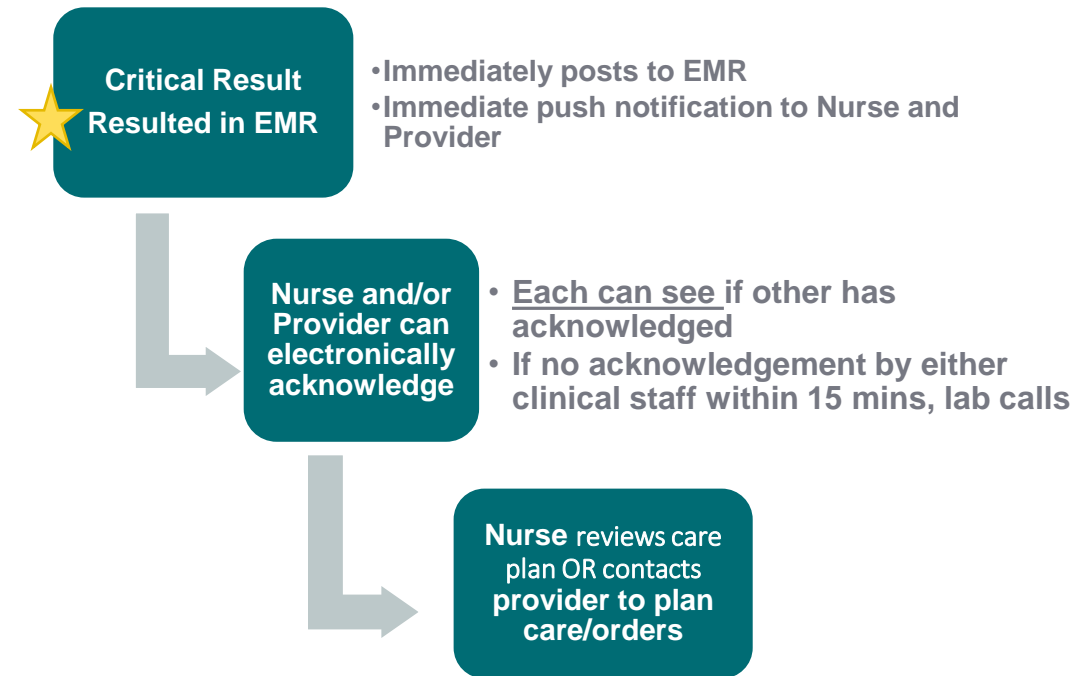 Critical Result
Resulted in EMR
•Immediately posts to EMR
•Immediate push notification to Nurse and
Provider
Nurse and/or
Provider can
electronically
acknowledge
• Each can see if other has
acknowledged
• If no acknowledgement by either
clinical staff within 15 mins, lab calls
Nurse reviews care
plan OR contacts
provider to plan
care/orders